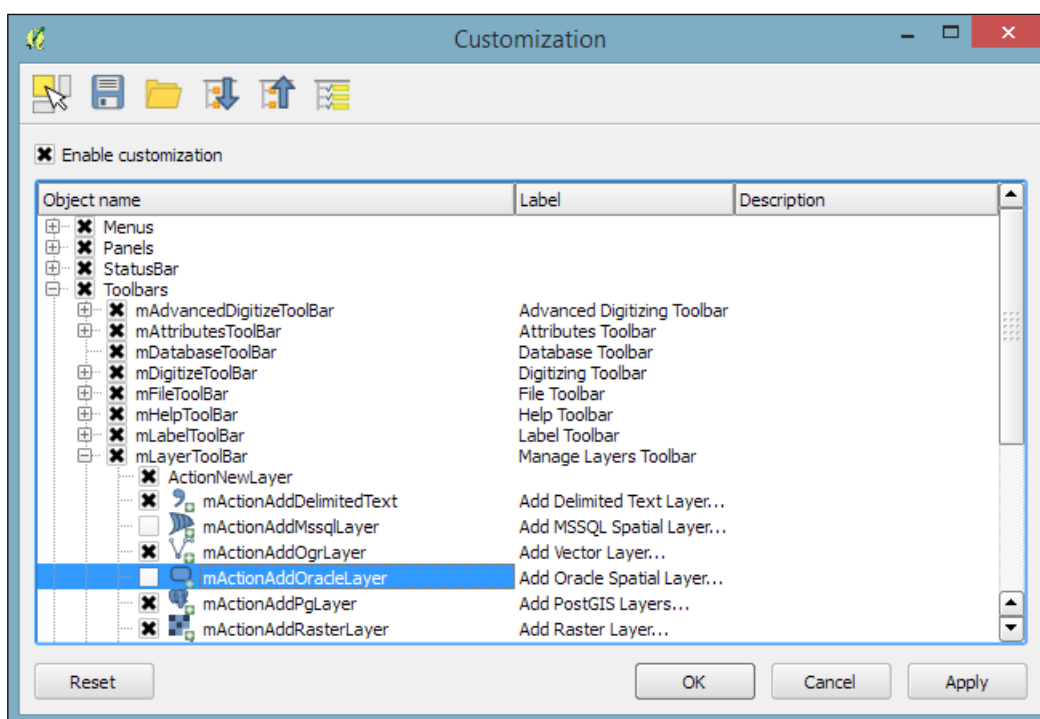 Customization
Enable customization
Object name Label Description
Menus
Panels
StatusBar
Toolbars
mAdvancedDigitizeToolBar Advanced Digitizing Toolbar
mAttributesToolBar Attributes Toolbar
mDatabaseToolBar Database Toolbar
mDigitizeToolBar Digitizing Toolbar
mFileToolBar File Toolbar
mHelpToolBar Help Toolbar
mLabelToolBar Label Toolbar
mLayerToolBar Manage Layers Toolbar
ActionNewLayer
mActionAddDelimitedText Add Delimited Text Layer...
mActionAddMssqlLayer Add MSSQL Spatial Layer...
mActionAddOgrLayer Add Vector Layer...
mActionAddOracleLayer Add Oracle Spatial Layer...
mActionAddPgLayer Add PostGIS Layers...
mActionAddRasterLayer Add Raster Layer...
Reset OK Cancel Apply